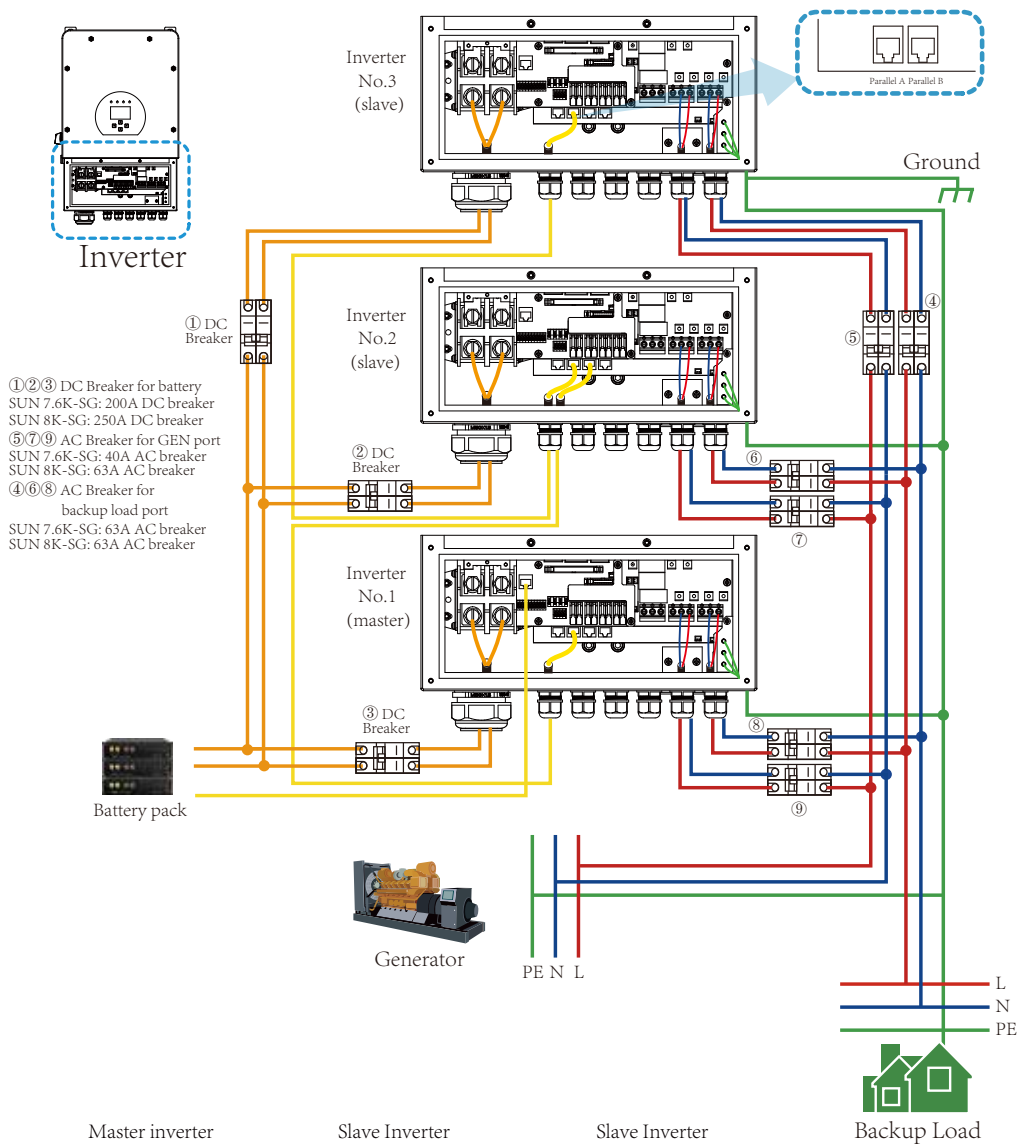 Inverter
No.3
(slave)
Parallel A Parallel B
Ground
Inverter
① DC
Breaker
Inverter
No.2
(slave)
④
⑤
①②③ DC Breaker for battery
SUN 7.6K-SG: 200A DC breaker
SUN 8K-SG: 250A DC breaker
⑤⑦⑨ AC Breaker for GEN port
SUN 7.6K-SG: 40A AC breaker
SUN 8K-SG: 63A AC breaker
④⑥⑧ AC Breaker for
backup load port
SUN 7.6K-SG: 63A AC breaker
SUN 8K-SG: 63A AC breaker
② DC
Breaker
⑥
⑦
Inverter
No.1
(master)
③ DC
Breaker
⑧
⑨
Battery pack
Generator
PE N L
L
N
PE
Master inverter
Slave Inverter
Slave Inverter
Backup Load